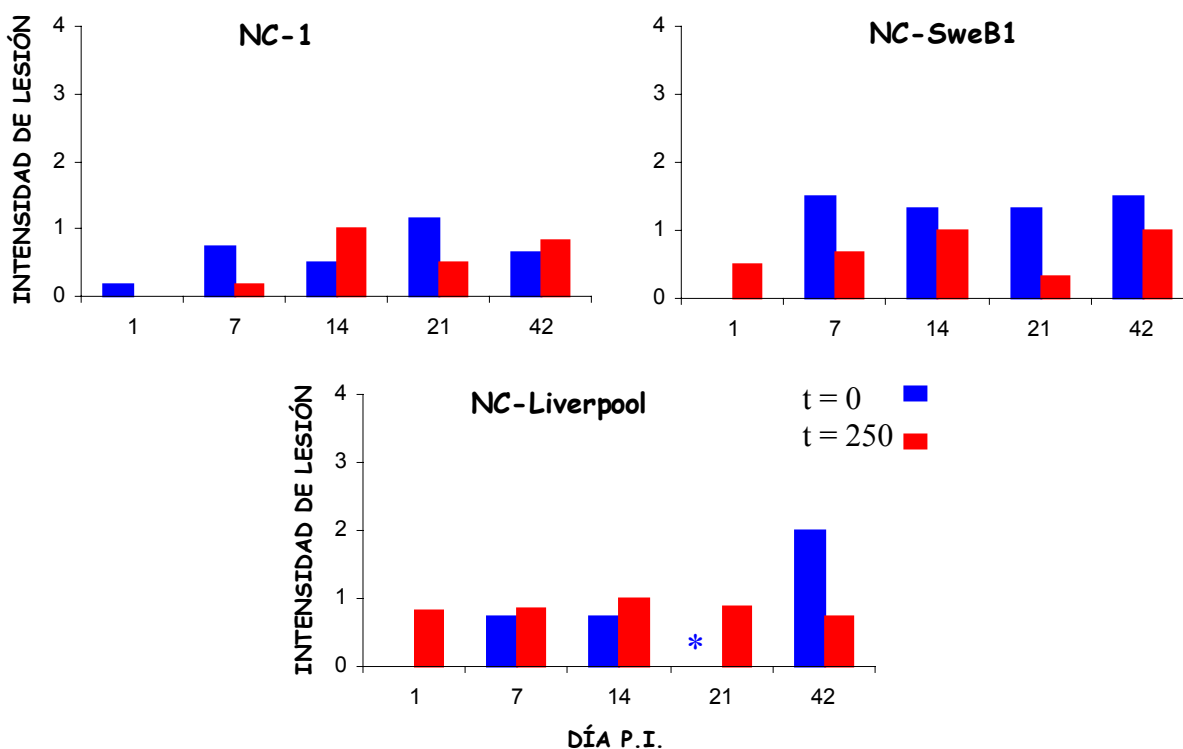 NC-1
INTENSIDAD DE LESIÓN
4
3
2
1
0
1 7 14 21 42
NC-SweB1
4
3
2
1
0
1 7 14 21 42
NC-Liverpool
INTENSIDAD DE LESIÓN
4
3
2
1
0
*
1 7 14 21 42
DÍA P.I.
t = 0
t = 250